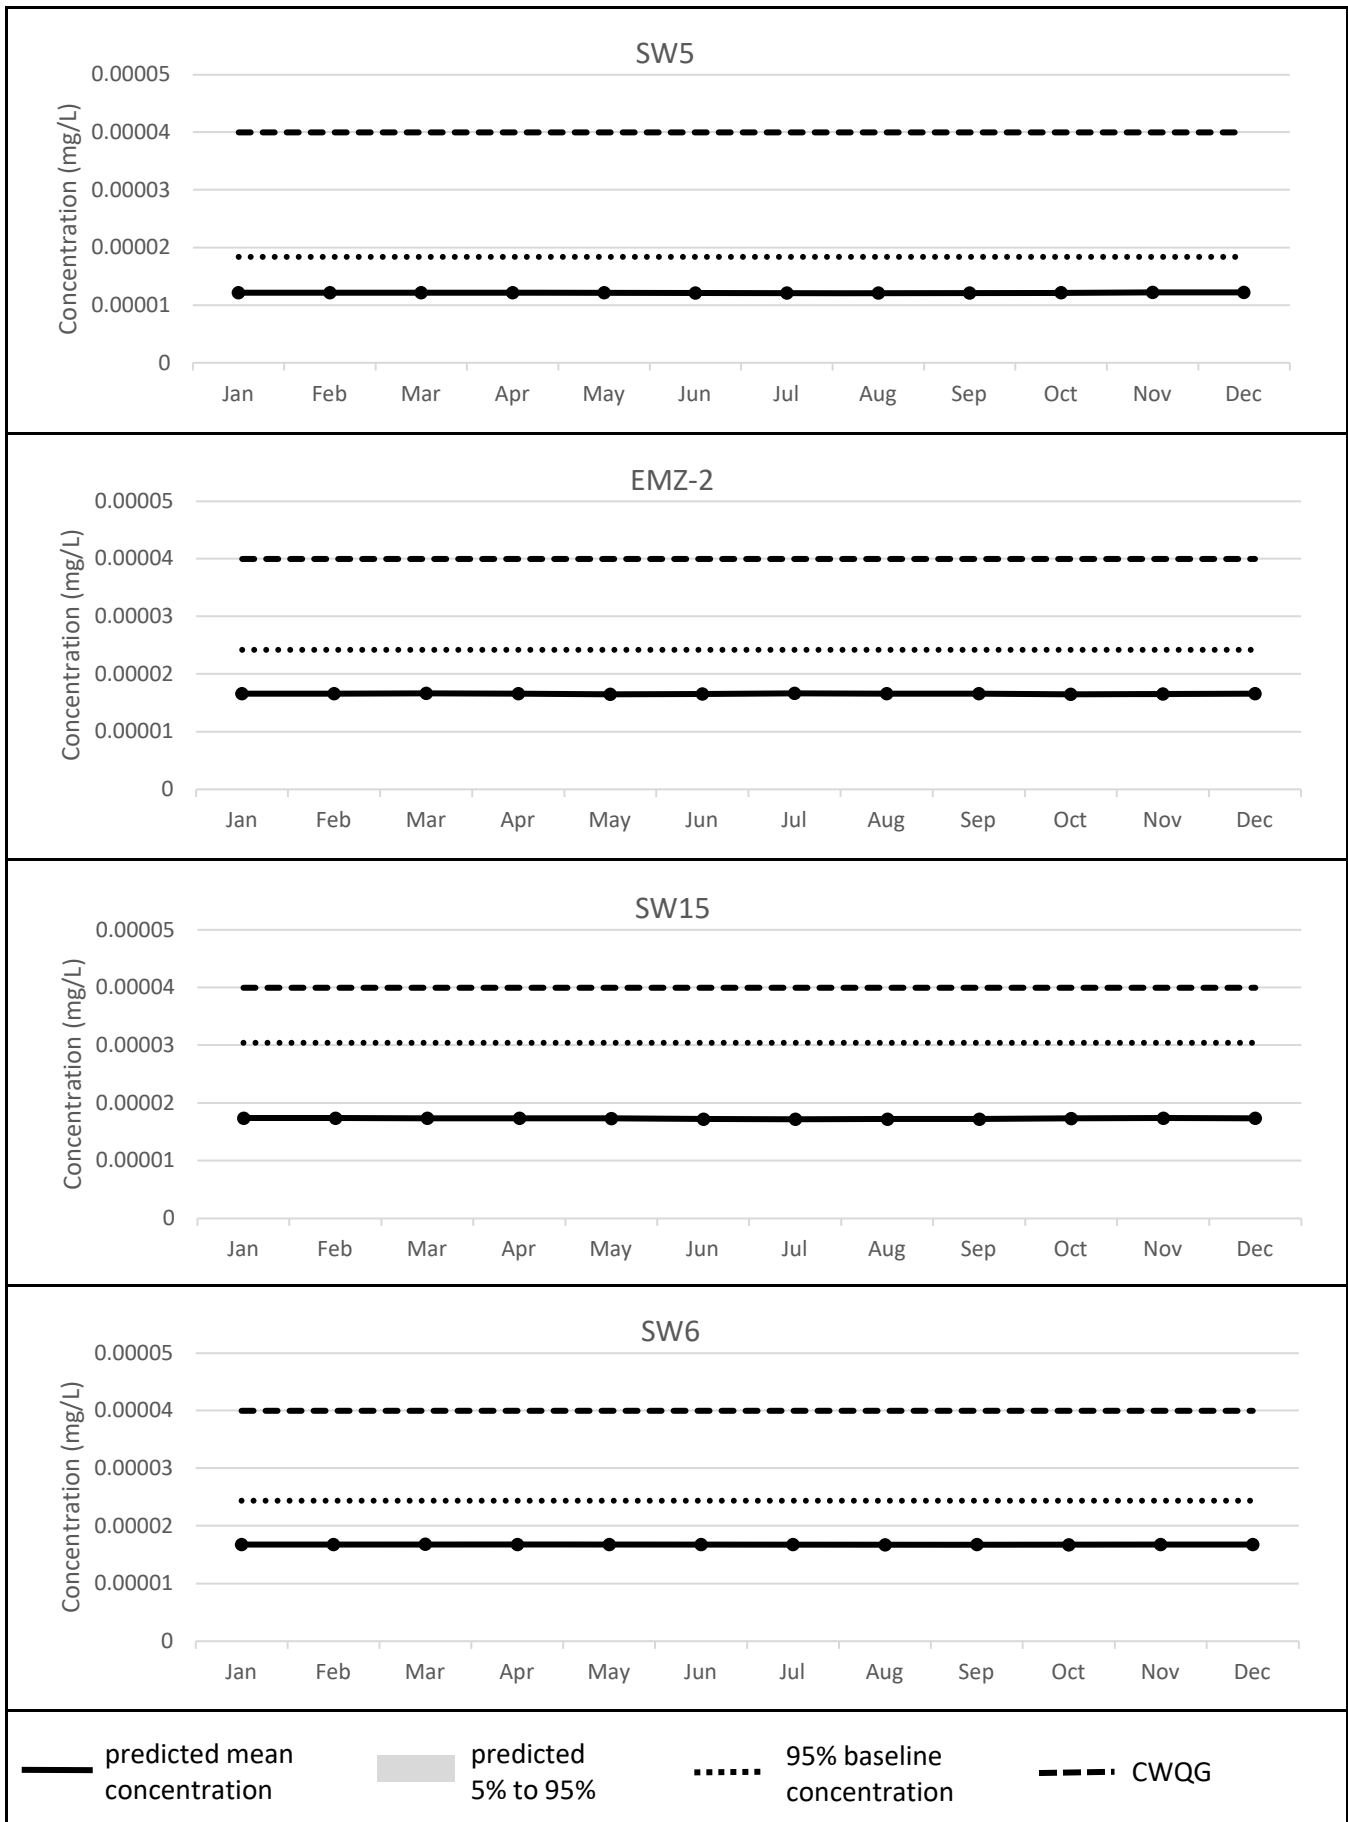 SW5
Concentration (mg/L)
0.00005
0.00004
0.00003
0.00002
0.00001
0
Jan Feb Mar Apr May Jun Jul Aug Sep Oct Nov Dec
EMZ-2
Concentration (mg/L)
0.00005
0.00004
0.00003
0.00002
0.00001
0
Jan Feb Mar Apr May Jun Jul Aug Sep Oct Nov Dec
SW15
Concentration (mg/L)
0.00005
0.00004
0.00003
0.00002
0.00001
0
Jan Feb Mar Apr May Jun Jul Aug Sep Oct Nov Dec
SW6
Concentration (mg/L)
0.00005
0.00004
0.00003
0.00002
0.00001
0
Jan Feb Mar Apr May Jun Jul Aug Sep Oct Nov Dec
predicted mean
concentration
predicted
5% to 95%
95% baseline
concentration
CWQG